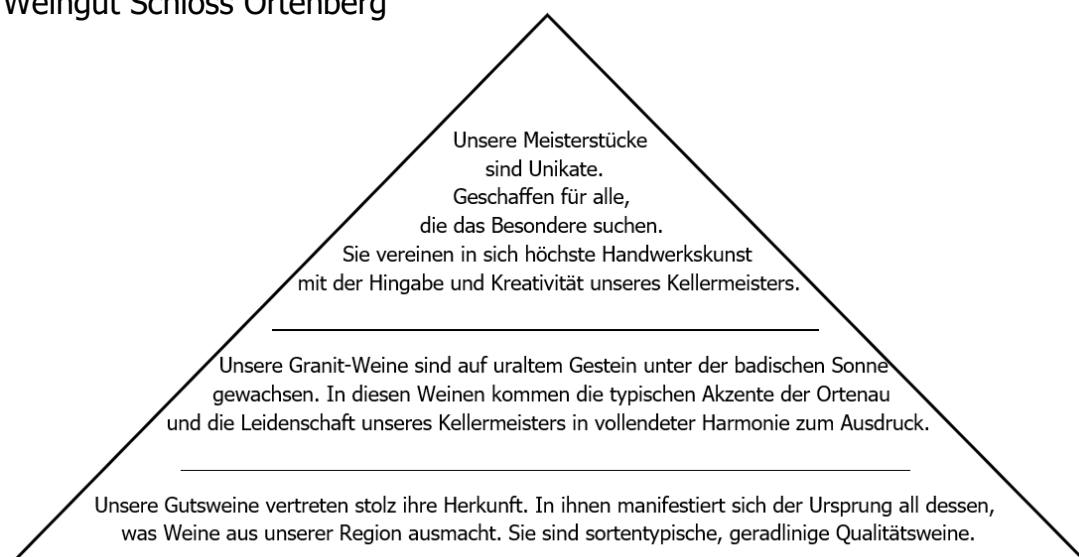 Weingut Schloss Ortenberg
Unsere Meisterstücke
sind Unikate.
Geschaffen für alle,
die das Besondere suchen.
Sie vereinen in sich höchste Handwerkskunst
mit der Hingabe und Kreativität unseres Kellermeisters.
Unsere Granit-Weine sind auf uraltem Gestein unter der badischen Sonne
gewachsen. In diesen Weinen kommen die typischen Akzente der Ortenau
und die Leidenschaft unseres Kellermeisters in vollendeter Harmonie zum Ausdruck.
Unsere Gutsweine vertreten stolz ihre Herkunft. In ihnen manifestiert sich der Ursprung all dessen,
was Weine aus unserer Region ausmacht. Sie sind sortentypische, geradlinige Qualitätsweine.